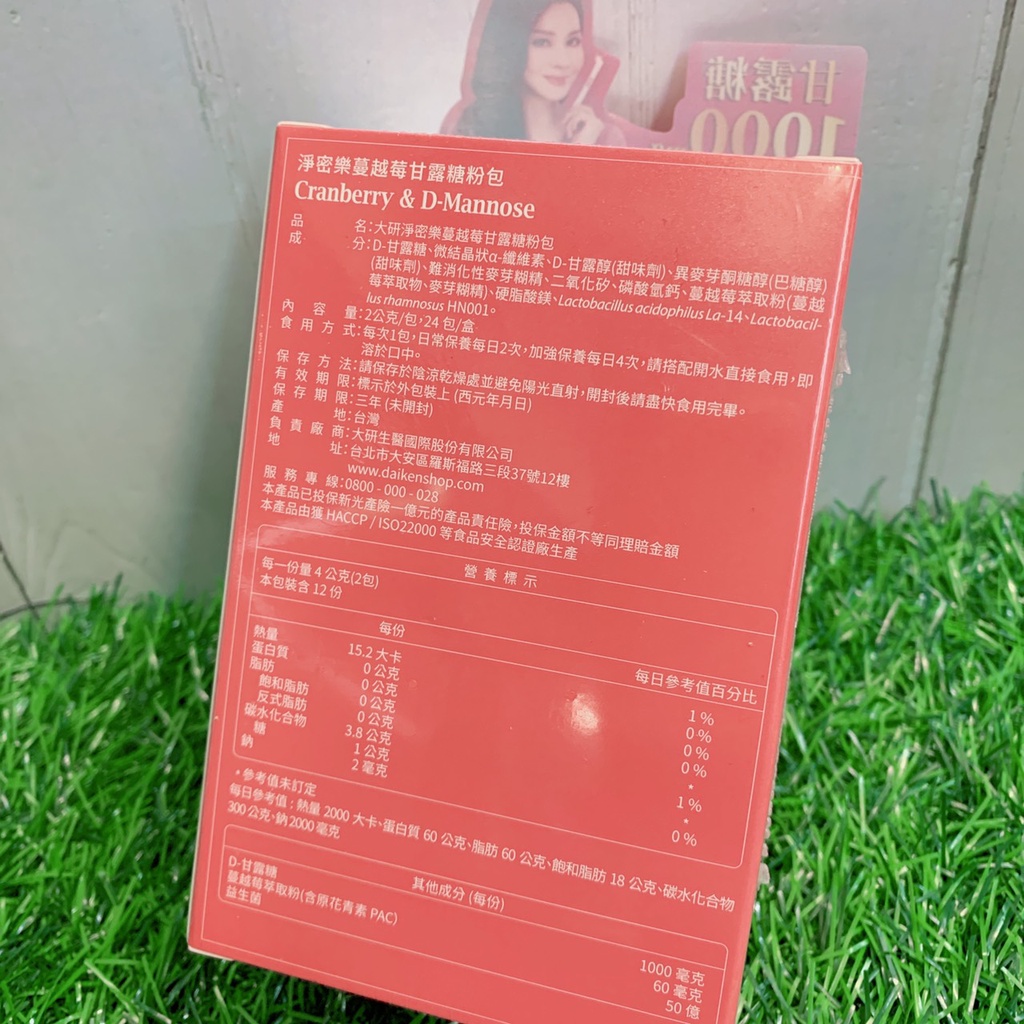 甘露糖
1000
淨密樂蔓越莓甘露糖粉包
Cranberry & D-Mannose
品名:大研淨密樂蔓越莓甘露糖粉包
成分:D-甘露糖、微結晶狀α-纖維素、D-甘露醇(甜味劑)、異麥芽酮糖醇(巴糖醇)
(甜味劑)、難消化性麥芽糊精、二氧化矽、磷酸氫鈣、蔓越莓萃取粉(蔓越
莓萃取物、麥芽糊精)、硬脂酸鎂、Lactobacillus acidophilus La-14、Lactobacil-
lus rhamnosus HN001。
內容量:2公克/包,24包/盒
食用方式:每次1包,日常保養每日2次,加強保養每日4次,請搭配開水直接食用,即
溶於口中。
保存方法:請保存於陰涼乾燥處並避免陽光直射,開封後請盡快食用完畢。
有效期限:標示於外包裝上 (西元年月日)
保存期限:三年 (未開封)
產地:台灣
負責廠商:大研生醫國際股份有限公司
地址:台北市大安區羅斯福路三段37號12樓
www.daikenshop.com
服務專線:0800 - 000 - 028
本產品已投保新光產險一億元的產品責任險,投保金額不等同理賠金額
本產品由獲 HACCP / ISO22000 等食品安全認證廠生產
營養標示
每一份量 4 公克(2包)
本包裝含 12 份
每份 每日參考值百分比
熱量 15.2 大卡 1 %
蛋白質 0 公克 0 %
脂肪 0 公克 0 %
飽和脂肪 0 公克 0 %
反式脂肪 0 公克 *
碳水化合物 3.8 公克 1 %
糖 1 公克 *
鈉 2 毫克 0 %
*參考值未訂定
每日參考值:熱量 2000 大卡、蛋白質 60 公克、脂肪 60 公克、飽和脂肪 18 公克、碳水化合物
300 公克、鈉 2000 毫克
其他成分 (每份)
D-甘露糖 1000 毫克
蔓越莓萃取粉(含原花青素 PAC) 60 毫克
益生菌 50 億